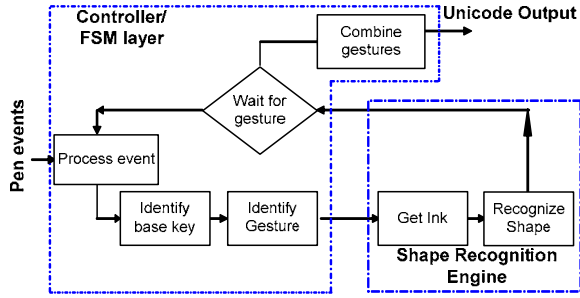 Controller/
FSM layer
Combine
gestures
Unicode Output
Wait for
gesture
Pen events
Process event
Identify
base key
Identify
Gesture
Get Ink
Recognize
Shape
Shape Recognition
Engine